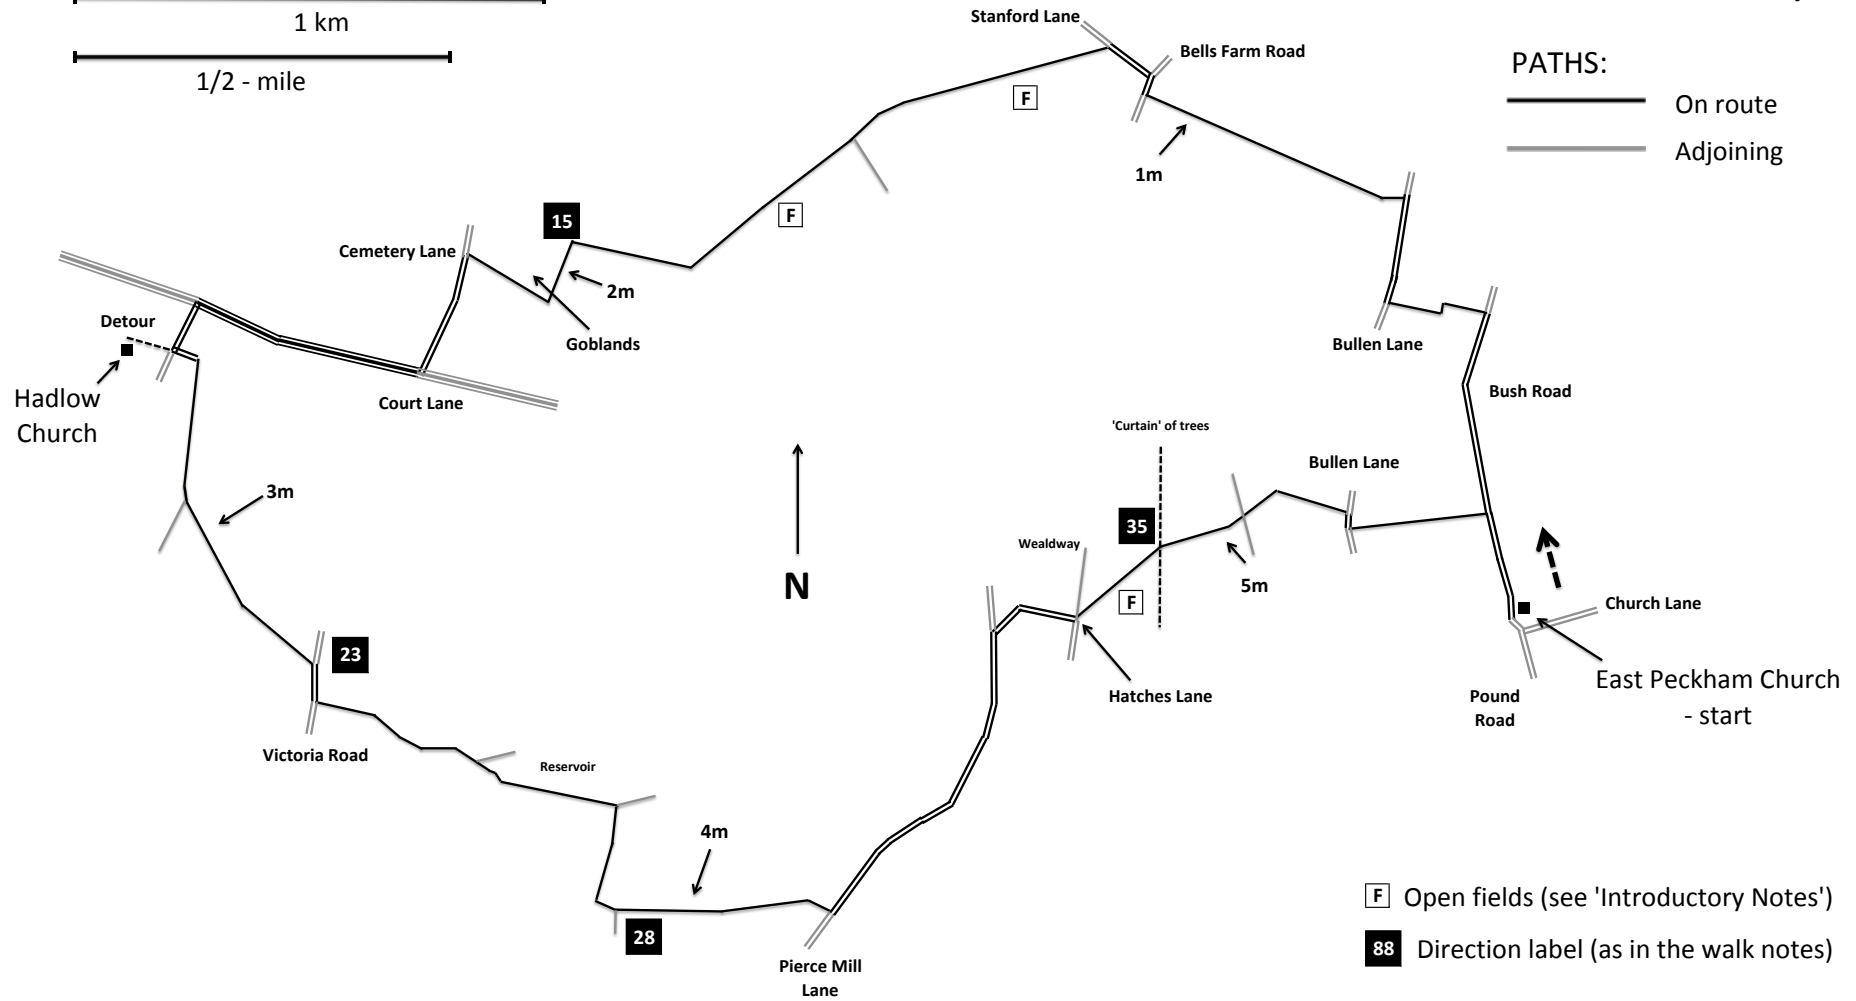 1 km
1/2 - mile
Stanford Lane
Bells Farm Road
PATHS:
On route
Adjoining
F
1m
15
F
Cemetery Lane
2m
Goblands
Detour
Bullen Lane
Hadlow
Church
Court Lane
Bush Road
'Curtain' of trees
Bullen Lane
3m
35
Wealdway
5m
N
F
Church Lane
23
East Peckham Church
- start
Hatches Lane
Pound
Road
Victoria Road
Reservoir
4m
F Open fields (see 'Introductory Notes')
28
88 Direction label (as in the walk notes)
Pierce Mill
Lane